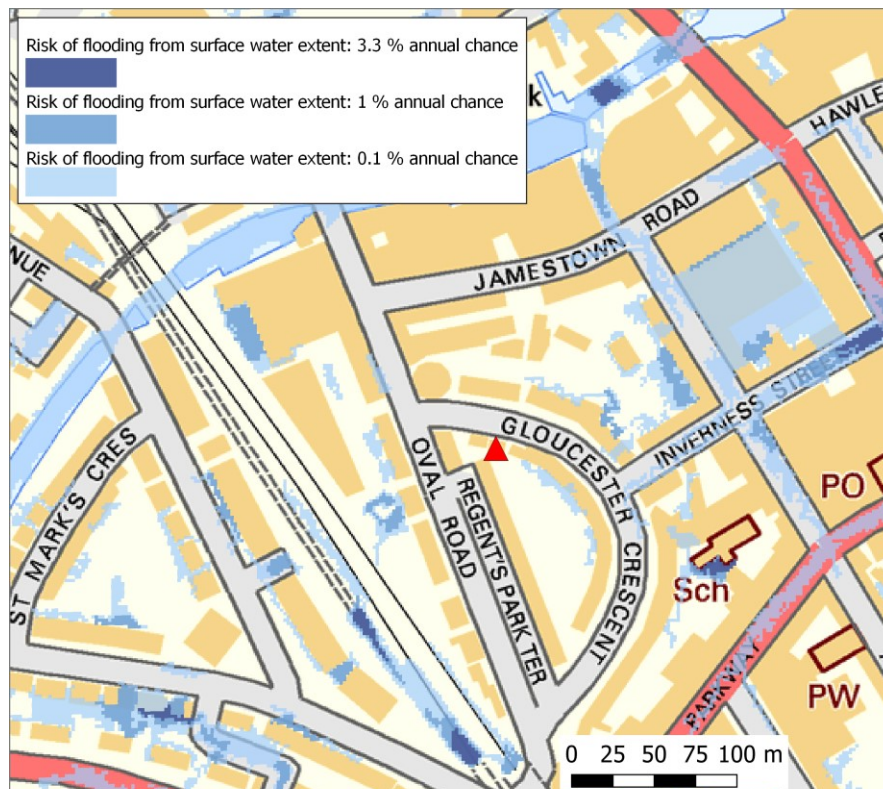 Risk of flooding from surface water extent: 3.3 % annual chance
Risk of flooding from surface water extent: 1 % annual chance
Risk of flooding from surface water extent: 0.1 % annual chance
k
HAWLE
NUE
JAMESTOWN ROAD
GLOUCESTER CRESCENT
INVERNESS STREET
OVAL ROAD
REGENT'S PARK TER
ST MARK'S CRES
PO
Sch
PARKWAY
PW
0 25 50 75 100 m